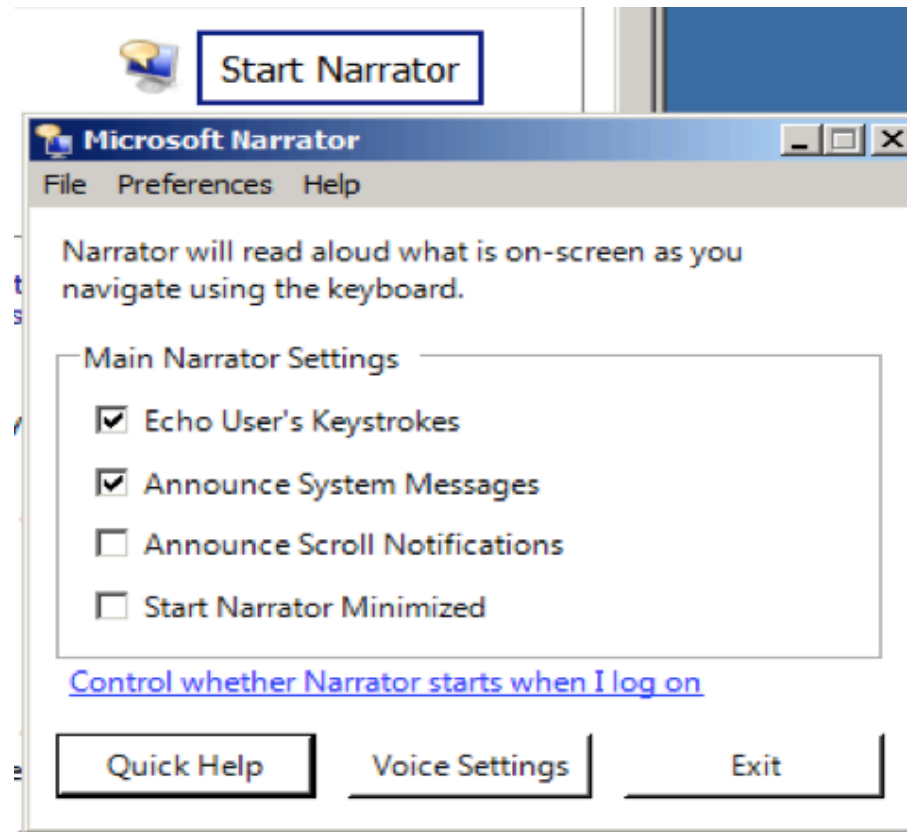 Start Narrator
Microsoft Narrator
File Preferences Help
Narrator will read aloud what is on-screen as you
navigate using the keyboard.
Main Narrator Settings
Echo User's Keystrokes
Announce System Messages
Announce Scroll Notifications
Start Narrator Minimized
Control whether Narrator starts when I log on
Quick Help Voice Settings Exit